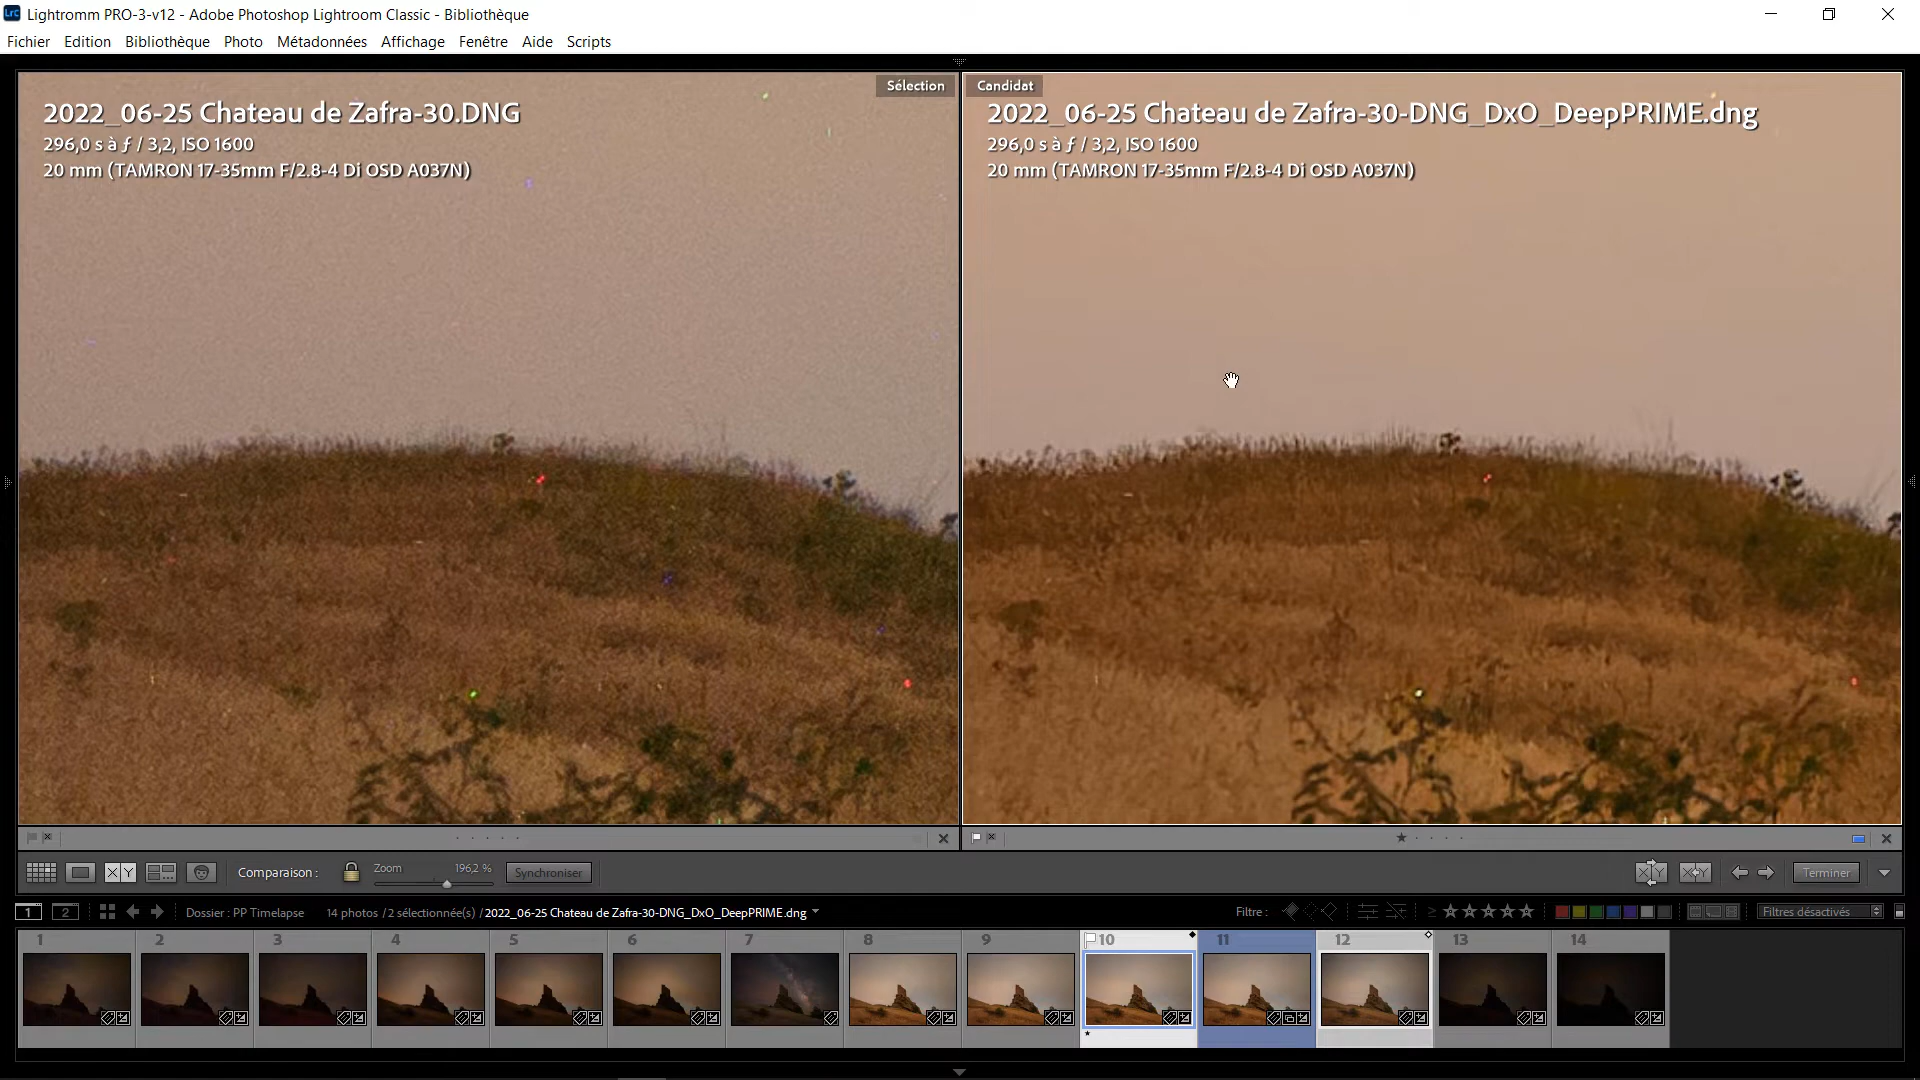 Lightromm PRO-3-v12 - Adobe Photoshop Lightroom Classic - Bibliothèque
Fichier Edition Bibliothèque Photo Métadonnées Affichage Fenêtre Aide Scripts
Sélection
2022_06-25 Chateau de Zafra-30.DNG
296,0 s à ƒ / 3,2, ISO 1600
20 mm (TAMRON 17-35mm F/2.8-4 Di OSD A037N)
Candidat
2022_06-25 Chateau de Zafra-30-DNG_DxO_DeepPRIME.dng
296,0 s à ƒ / 3,2, ISO 1600
20 mm (TAMRON 17-35mm F/2.8-4 Di OSD A037N)
X Y Comparaison : Zoom 196,2 % Synchroniser X Y X Y Terminer
1 2 Dossier : PP Timelapse 14 photos / 2 sélectionnée(s) / 2022_06-25 Chateau de Zafra-30-DNG_DxO_DeepPRIME.dng Filtre : ≥ Filtres désactivés
1 2 3 4 5 6 7 8 9 10 11 12 13 14